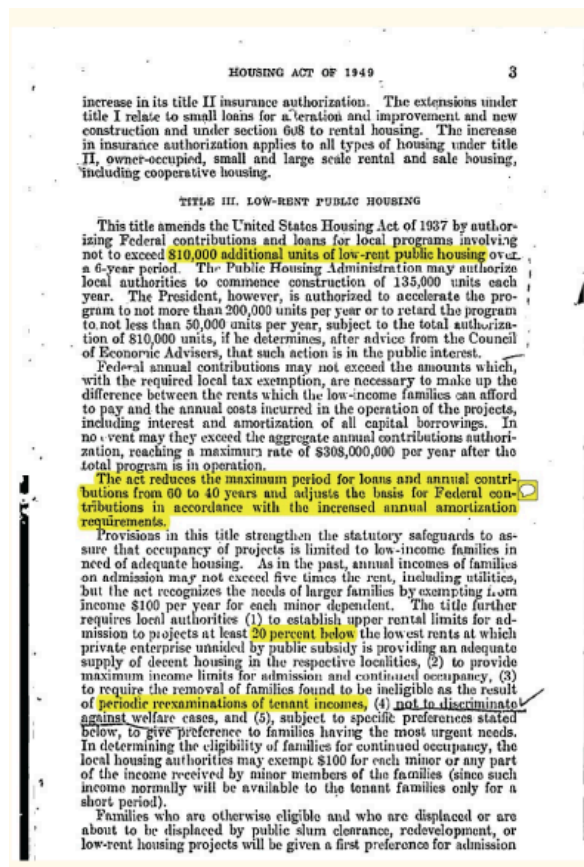 HOUSING ACT OF 1949 3
increase in its title II insurance authorization. The extensions under
title I relate to small loans for a teration and improvement and new
construction and under section 608 to rental housing. The increase
in insurance authorization applies to all types of housing under title
II, owner-occupied, small and large scale rental and sale housing,
including cooperative housing.
TITLE III. LOW-RENT PUBLIC HOUSING
This title amends the United States Housing Act of 1937 by author-
izing Federal contributions and loans for local programs involving
not to exceed 810,000 additional units of low-rent public housing over
a 6-year period. The Public Housing Administration may authorize
local authorities to commence construction of 135,000 units each
year. The President, however, is authorized to accelerate the pro-
gram to not more than 200,000 units per year or to retard the program
to not less than 50,000 units per year, subject to the total authoriza-
tion of 810,000 units, if he determines, after advice from the Council
of Economic Advisers, that such action is in the public interest.
Federal annual contributions may not exceed the amounts which,
with the required local tax exemption, are necessary to make up the
difference between the rents which the low-income families can afford
to pay and the annual costs incurred in the operation of the projects,
including interest and amortization of all capital borrowings. In
no event may they exceed the aggregate annual contributions authori-
zation, reaching a maximum rate of $308,000,000 per year after the
total program is in operation.
The act reduces the maximum period for loans and annual contri-
butions from 60 to 40 years and adjusts the basis for Federal con-
tributions in accordance with the increased annual amortization
requirements.
Provisions in this title strengthen the statutory safeguards to as-
sure that occupancy of projects is limited to low-income families in
need of adequate housing. As in the past, annual incomes of families
on admission may not exceed five times the rent, including utilities,
but the act recognizes the needs of larger families by exempting from
income $100 per year for each minor dependent. The title further
requires local authorities (1) to establish upper rental limits for ad-
mission to projects at least 20 percent below the lowest rents at which
private enterprise unaided by public subsidy is providing an adequate
supply of decent housing in the respective localities, (2) to provide
maximum income limits for admission and continued occupancy, (3)
to require the removal of families found to be ineligible as the result
of periodic reexaminations of tenant incomes, (4) not to discriminate
against welfare cases, and (5), subject to specific preferences stated
below, to give preference to families having the most urgent needs.
In determining the eligibility of families for continued occupancy, the
local housing authorities may exempt $100 for each minor or any part
of the income received by minor members of the families (since such
income normally will be available to the tenant families only for a
short period).
Families who are otherwise eligible and who are displaced or are
about to be displaced by public slum clearance, redevelopment, or
low-rent housing projects will be given a first preference for admission